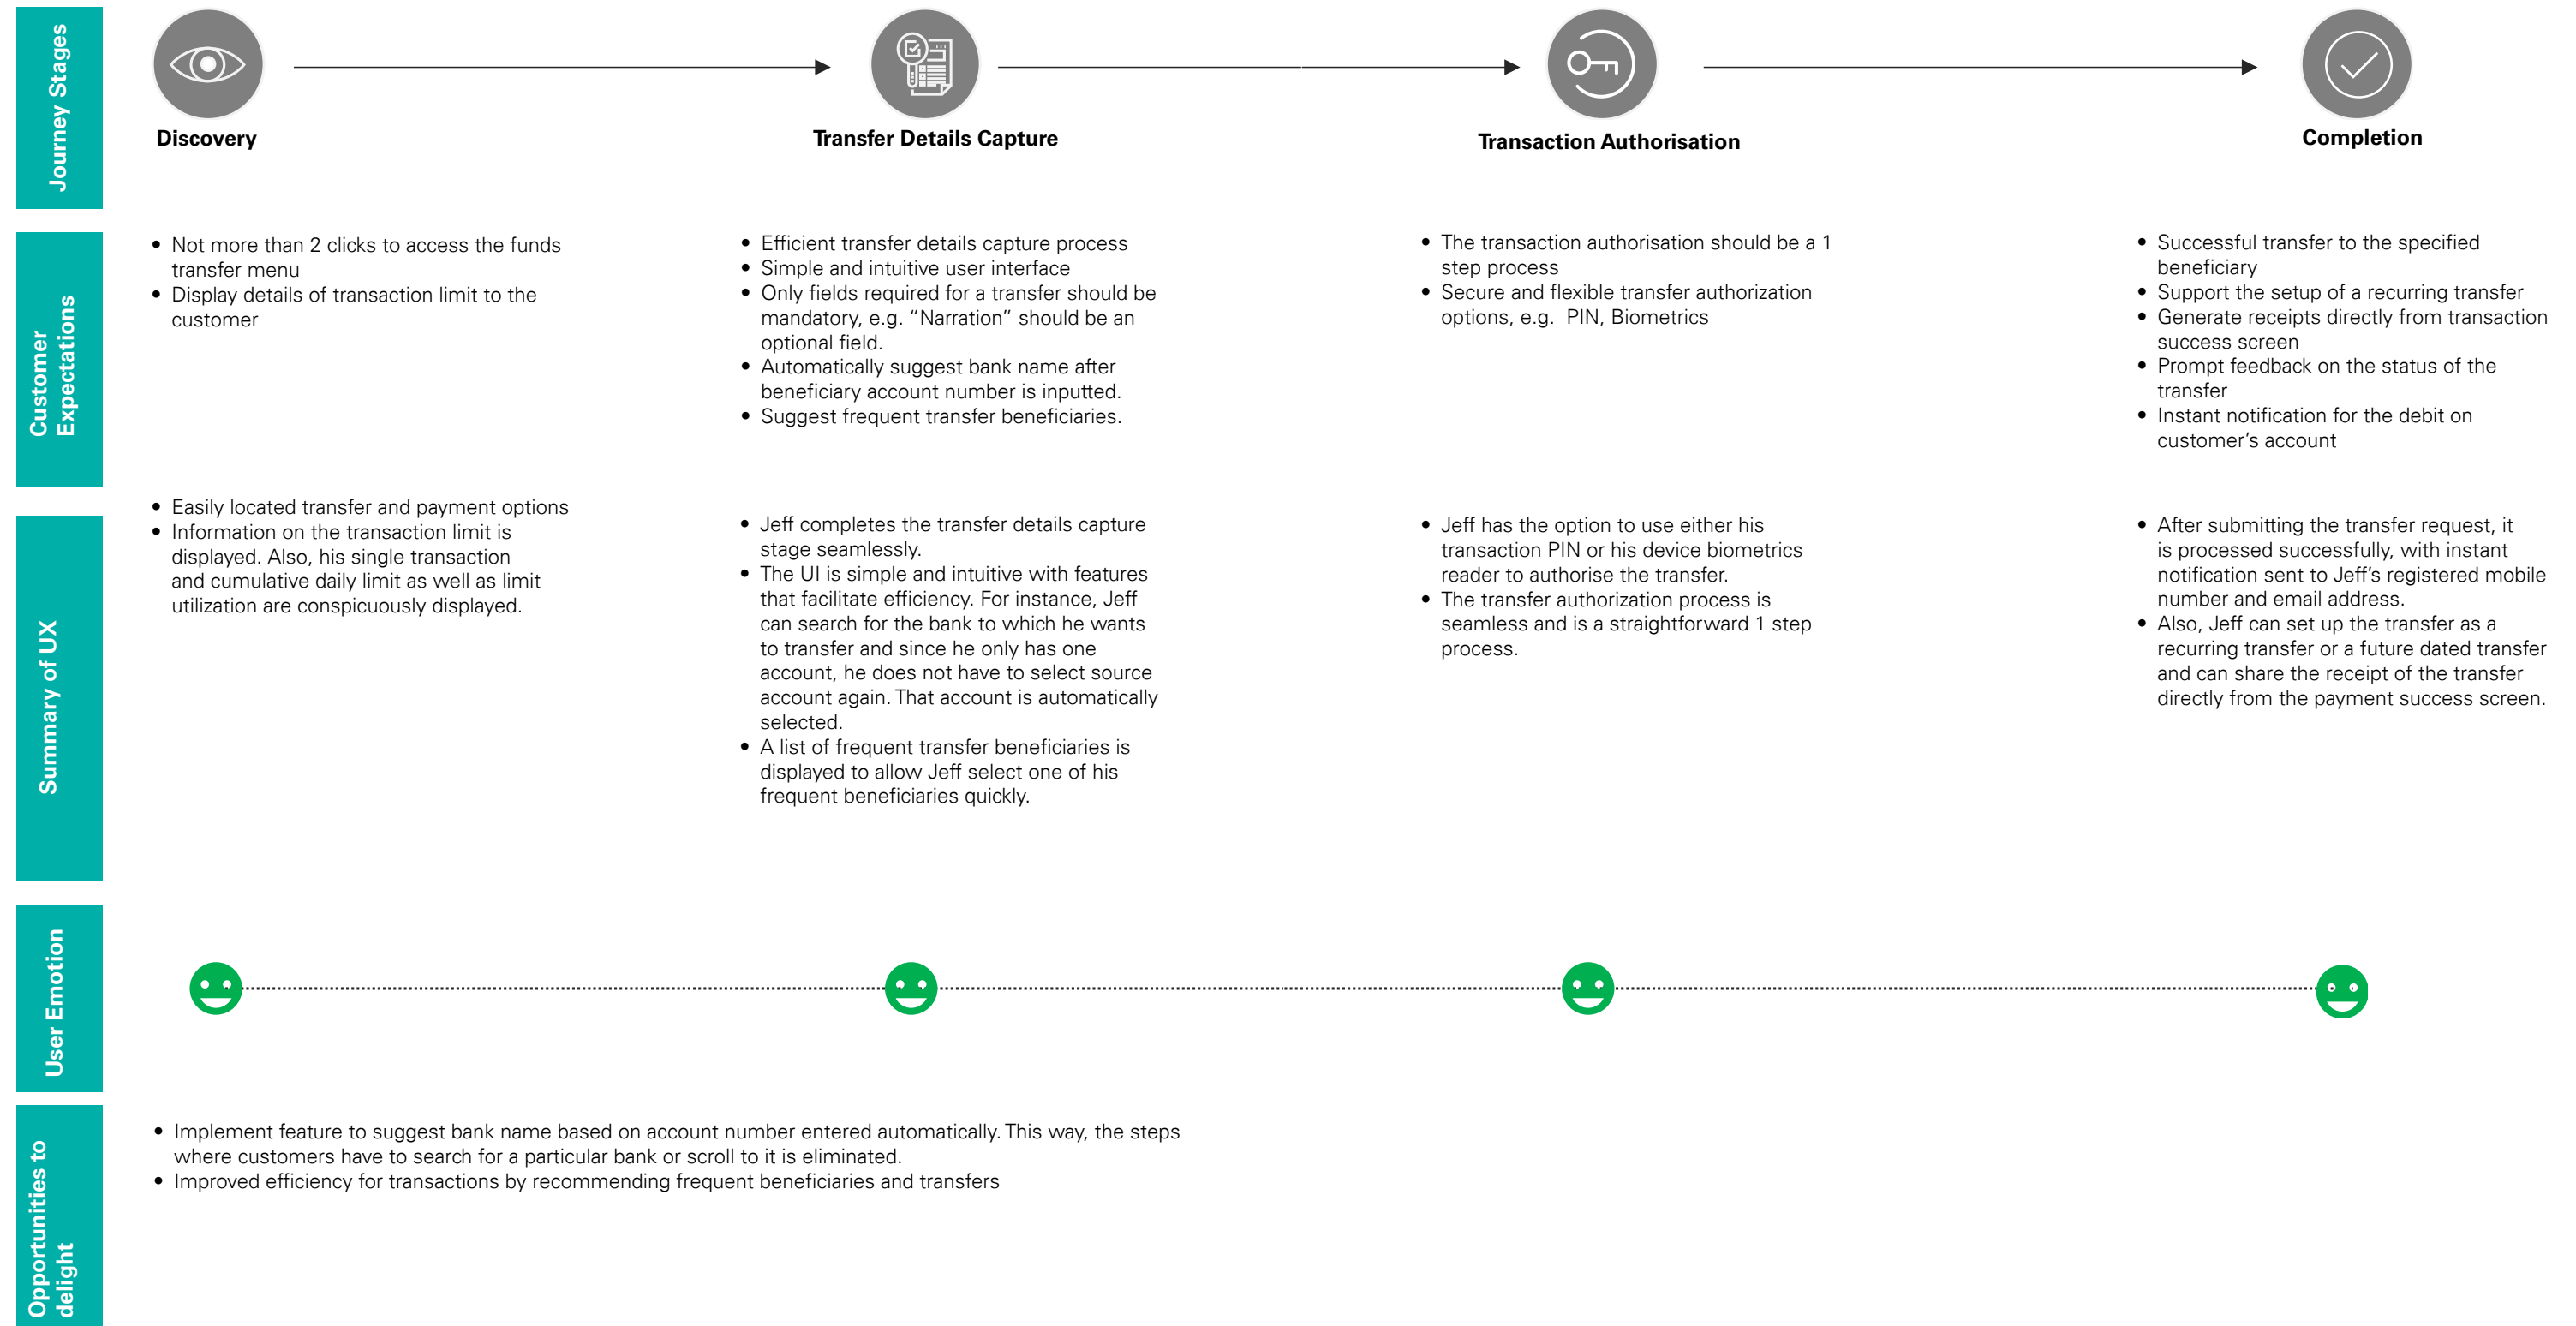 Journey Stages
Discovery
Transfer Details Capture
Transaction Authorisation
Completion
Customer
Expectations
• Not more than 2 clicks to access the funds
transfer menu
• Display details of transaction limit to the
customer
• Efficient transfer details capture process
• Simple and intuitive user interface
• Only fields required for a transfer should be
mandatory, e.g. “Narration” should be an
optional field.
• Automatically suggest bank name after
beneficiary account number is inputted.
• Suggest frequent transfer beneficiaries.
• The transaction authorisation should be a 1
step process
• Secure and flexible transfer authorization
options, e.g. PIN, Biometrics
• Successful transfer to the specified
beneficiary
• Support the setup of a recurring transfer
• Generate receipts directly from transaction
success screen
• Prompt feedback on the status of the
transfer
• Instant notification for the debit on
customer’s account
Summary of UX
• Easily located transfer and payment options
• Information on the transaction limit is
displayed. Also, his single transaction
and cumulative daily limit as well as limit
utilization are conspicuously displayed.
• Jeff completes the transfer details capture
stage seamlessly.
• The UI is simple and intuitive with features
that facilitate efficiency. For instance, Jeff
can search for the bank to which he wants
to transfer and since he only has one
account, he does not have to select source
account again. That account is automatically
selected.
• A list of frequent transfer beneficiaries is
displayed to allow Jeff select one of his
frequent beneficiaries quickly.
• Jeff has the option to use either his
transaction PIN or his device biometrics
reader to authorise the transfer.
• The transfer authorization process is
seamless and is a straightforward 1 step
process.
• After submitting the transfer request, it
is processed successfully, with instant
notification sent to Jeff’s registered mobile
number and email address.
• Also, Jeff can set up the transfer as a
recurring transfer or a future dated transfer
and can share the receipt of the transfer
directly from the payment success screen.
User Emotion
Opportunities to
delight
• Implement feature to suggest bank name based on account number entered automatically. This way, the steps
where customers have to search for a particular bank or scroll to it is eliminated.
• Improved efficiency for transactions by recommending frequent beneficiaries and transfers